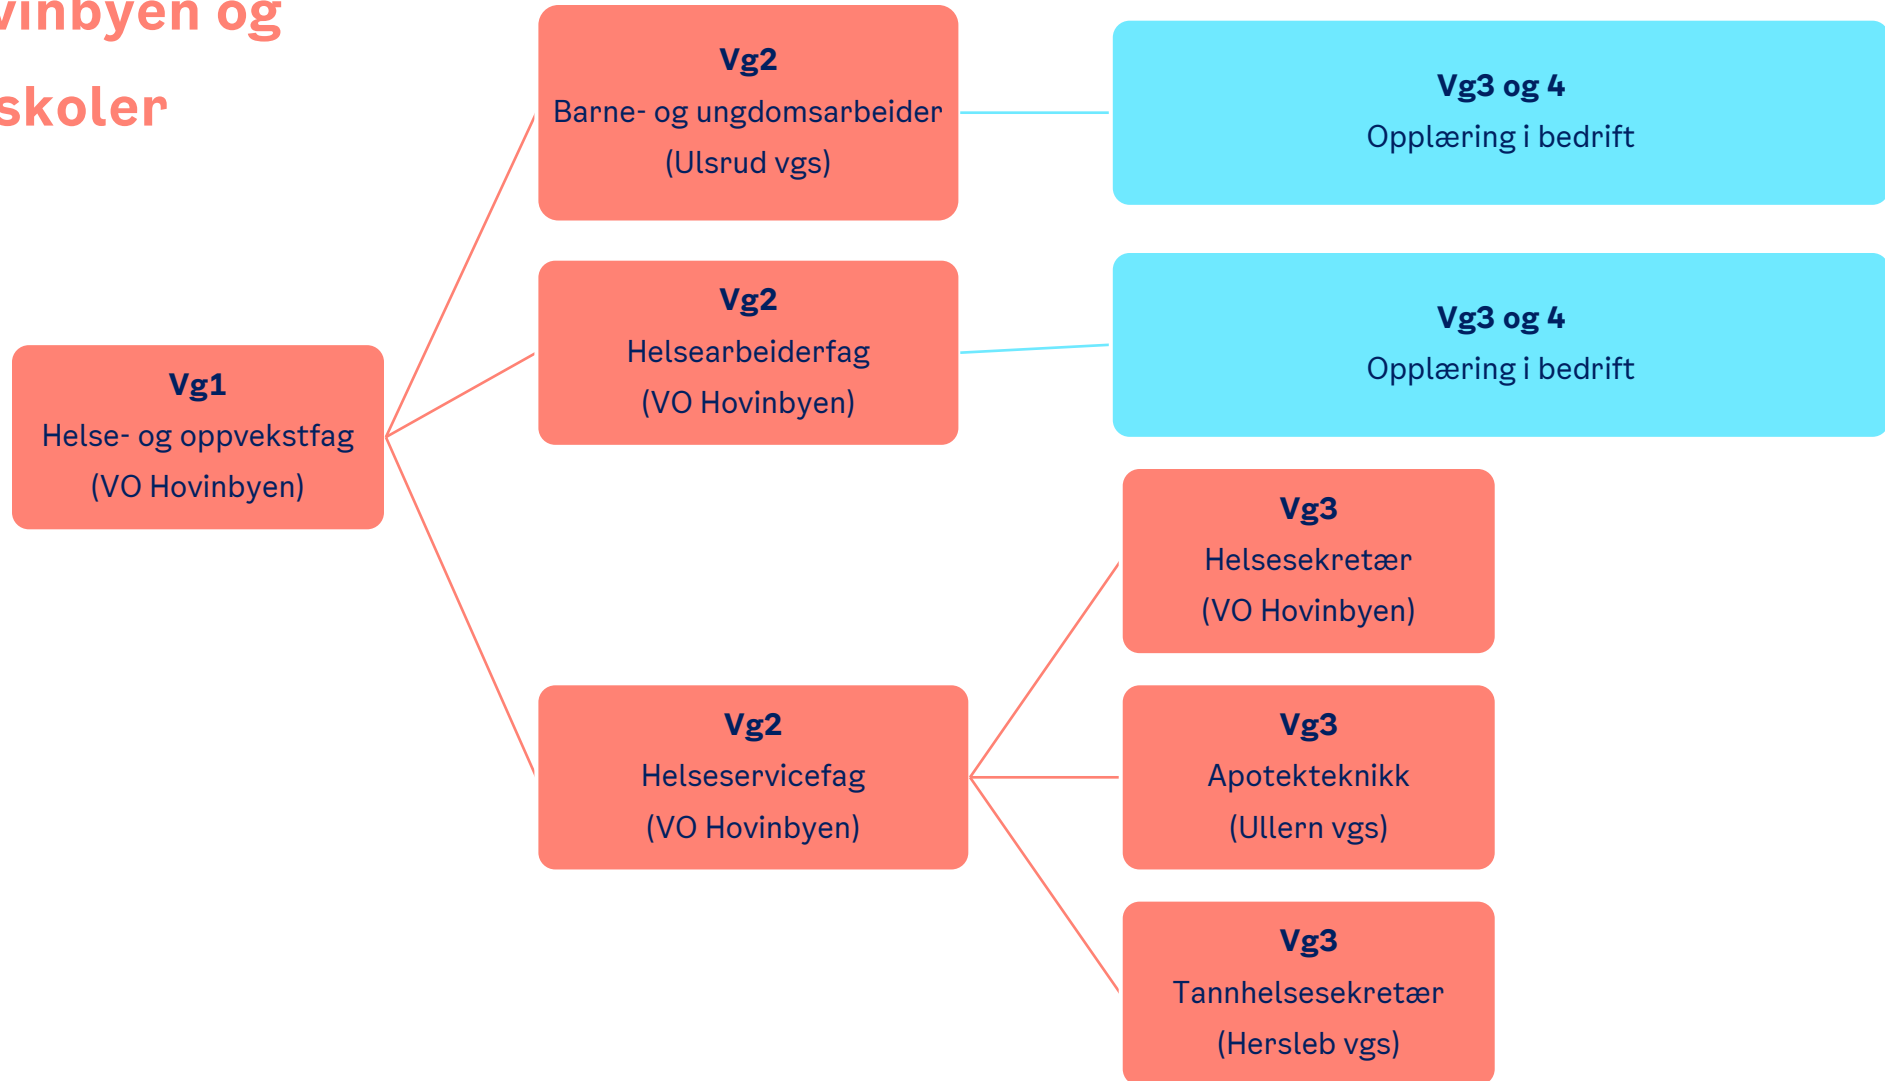 vinbyen og
skoler
Vg1
Helse- og oppvekstfag
(VO Hovinbyen)
Vg2
Barne- og ungdomsarbeider
(Ulsrud vgs)
Vg3 og 4
Opplæring i bedrift
Vg2
Helsearbeiderfag
(VO Hovinbyen)
Vg3 og 4
Opplæring i bedrift
Vg2
Helseservicefag
(VO Hovinbyen)
Vg3
Helsesekretær
(VO Hovinbyen)
Vg3
Apotekteknikk
(Ullern vgs)
Vg3
Tannhelsesekretær
(Hersleb vgs)